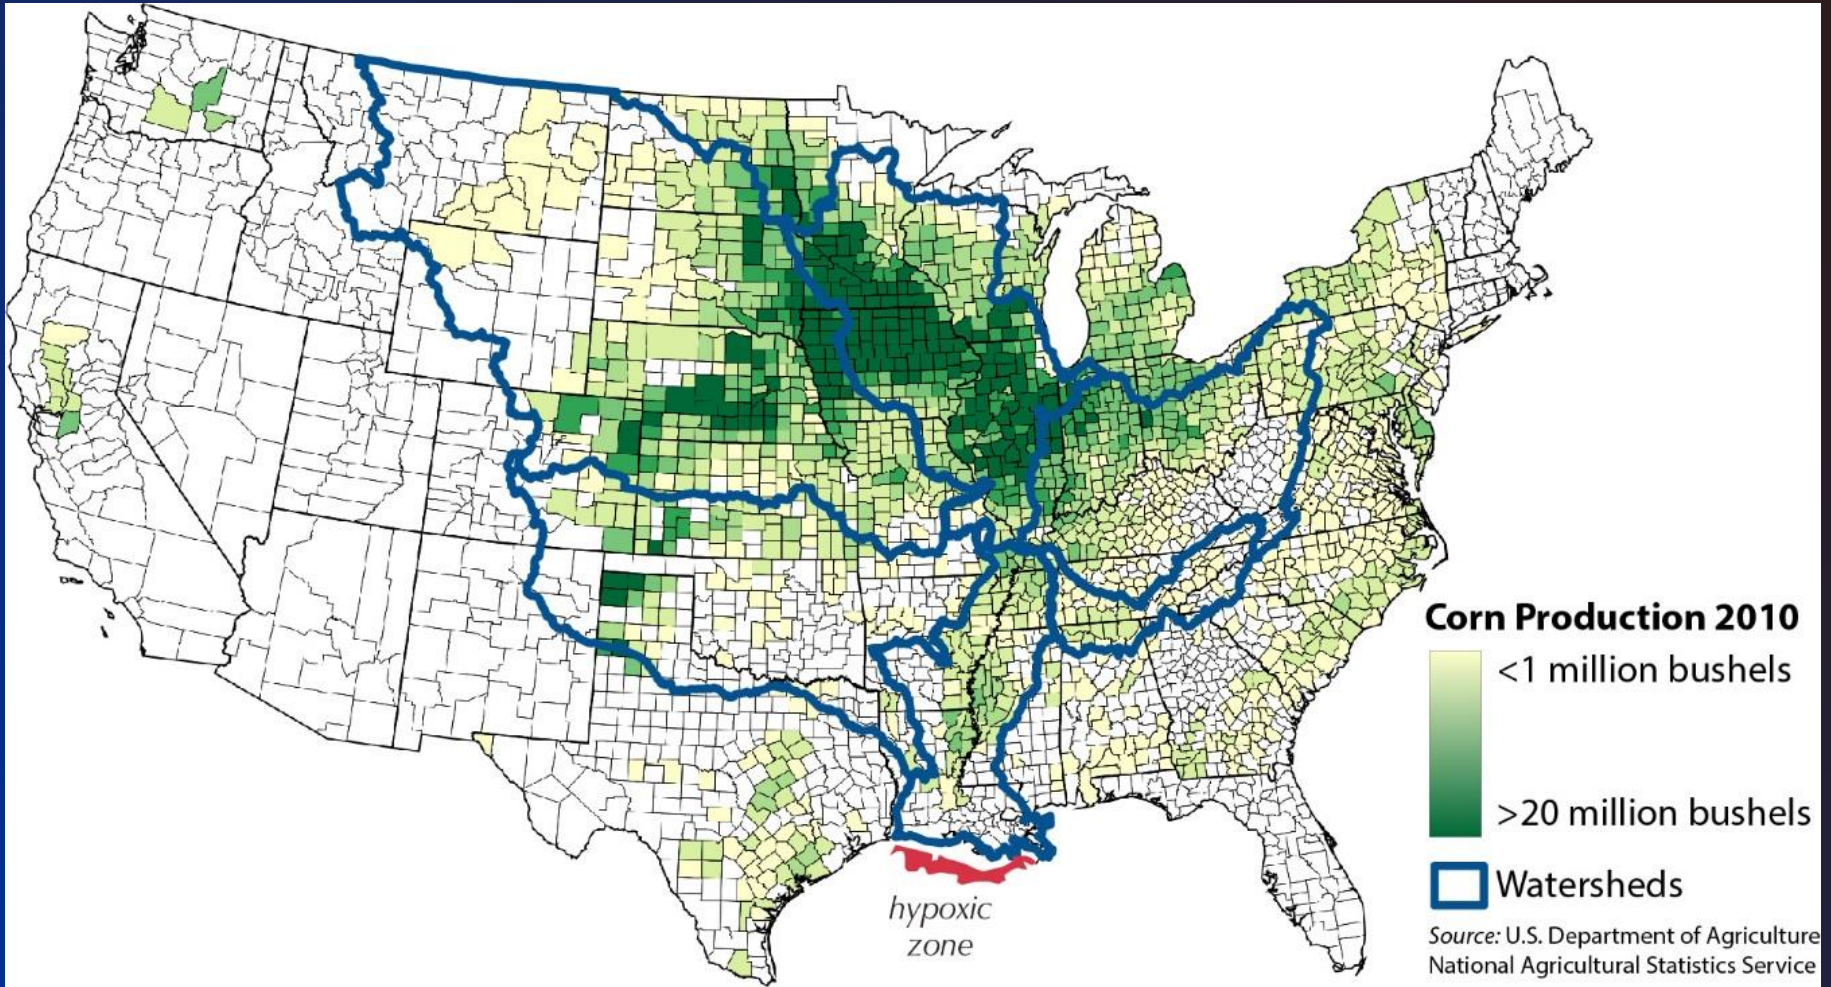 Corn Production 2010
<1 million bushels
>20 million bushels
Watersheds
Source: U.S. Department of Agriculture
National Agricultural Statistics Service
hypoxic
zone